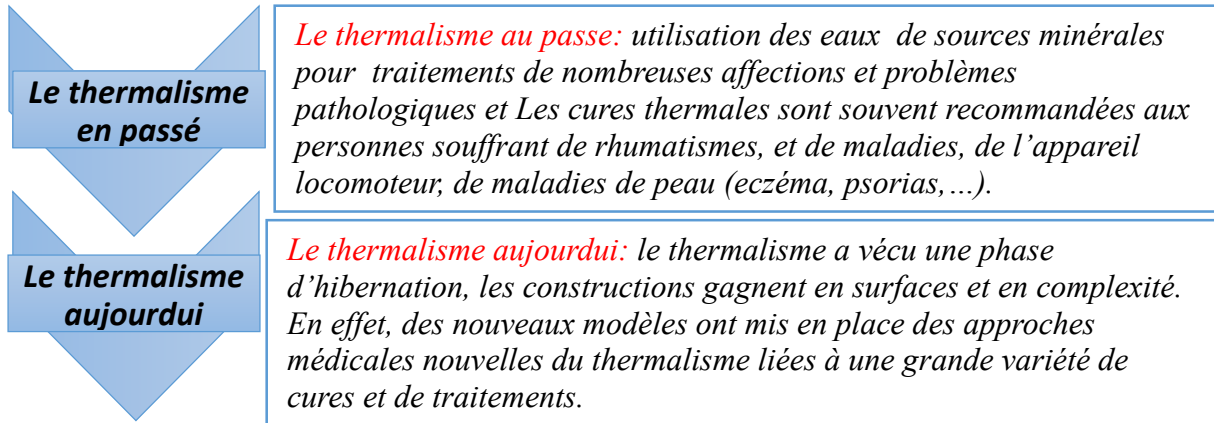 Le thermalisme
en passé
Le thermalisme au passe: utilisation des eaux de sources minérales
pour traitements de nombreuses affections et problèmes
pathologiques et Les cures thermales sont souvent recommandées aux
personnes souffrant de rhumatismes, et de maladies, de l’appareil
locomoteur, de maladies de peau (eczéma, psorias,…).
Le thermalisme
aujourdui
Le thermalisme aujourdui: le thermalisme a vécu une phase
d’hibernation, les constructions gagnent en surfaces et en complexité.
En effet, des nouveaux modèles ont mis en place des approches
médicales nouvelles du thermalisme liées à une grande variété de
cures et de traitements.